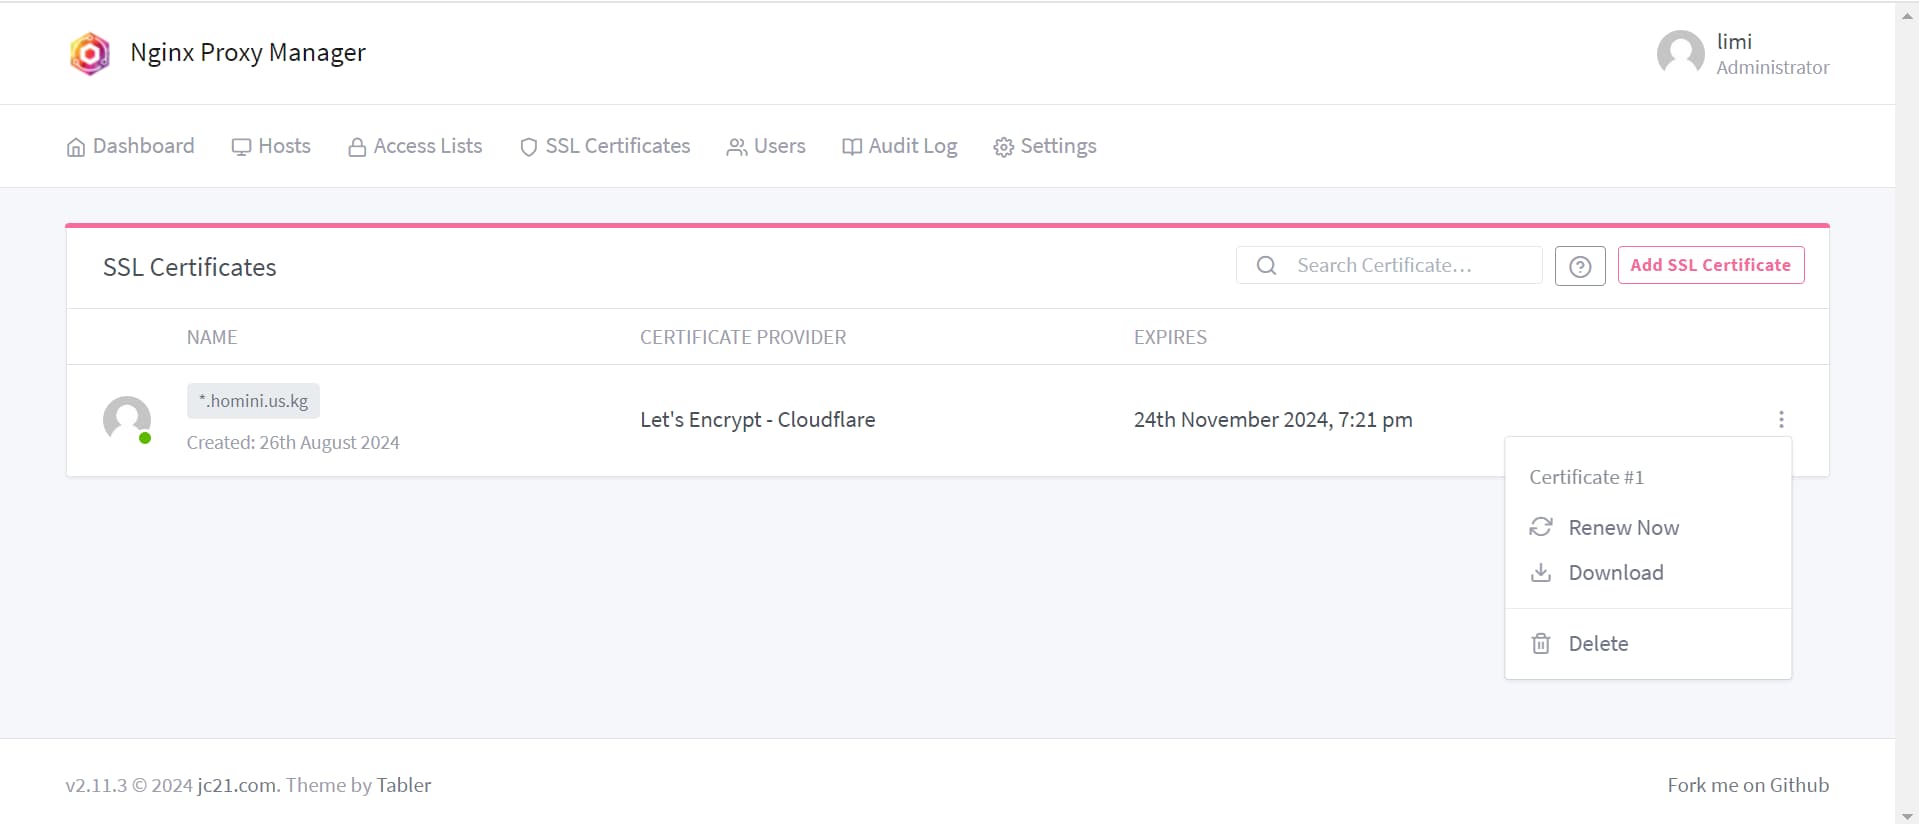 Nginx Proxy Manager
limi
Administrator
Dashboard Hosts Access Lists SSL Certificates Users Audit Log Settings
SSL Certificates
Search Certificate…
Add SSL Certificate
NAME CERTIFICATE PROVIDER EXPIRES
*.homini.us.kg
Created: 26th August 2024
Let's Encrypt - Cloudflare
24th November 2024, 7:21 pm
Certificate #1
Renew Now
Download
Delete
v2.11.3 © 2024 jc21.com. Theme by Tabler
Fork me on Github